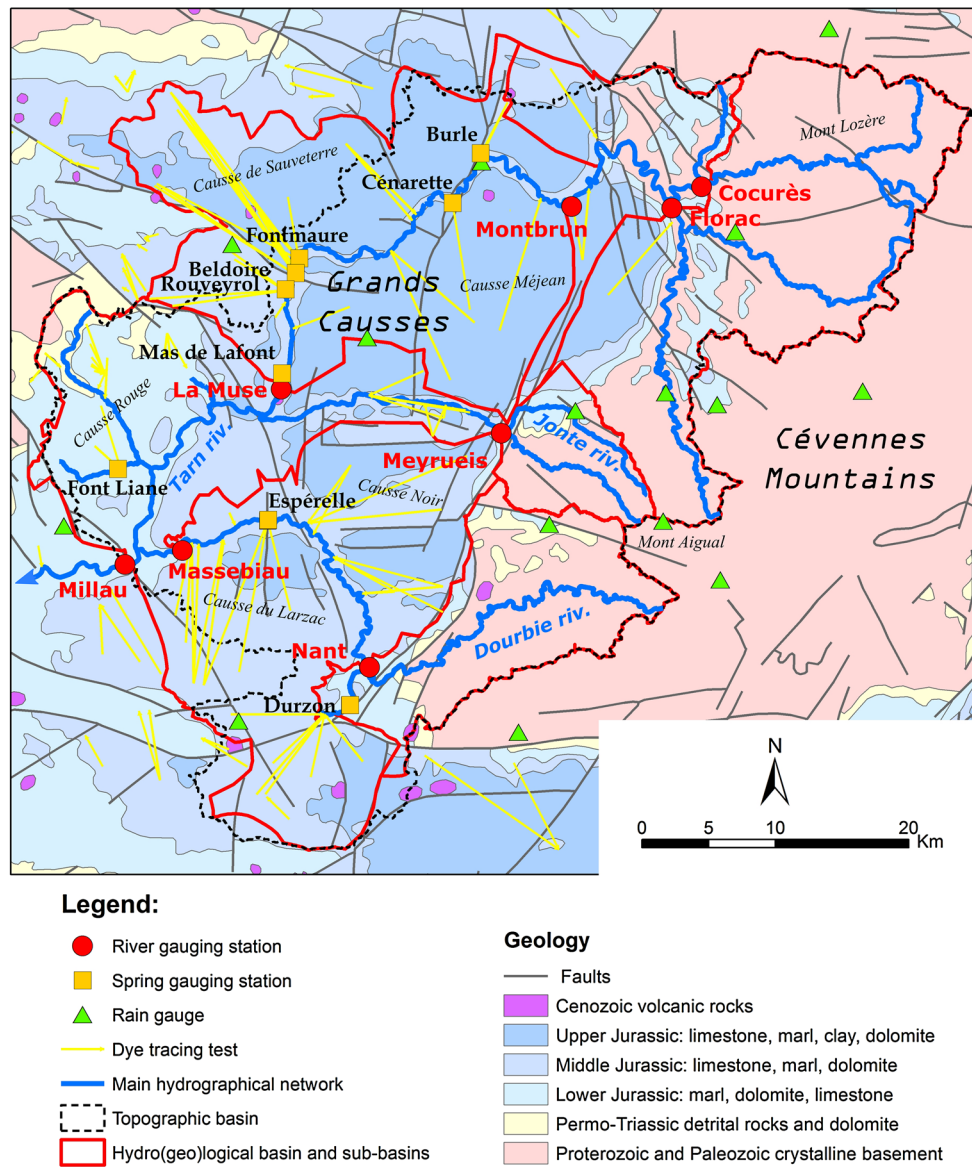 Mont Lozère
Burle
Causse de Sauveterre
Cénarette
Cocurès
Montbrun
Florac
Fontmaure
Beldoire
Rouveyrol
Grands
Causses
Causse Méjean
Mas de Lafont
La Muse
Causse Rouge
Tarn riv.
Meyrueis
Jonte riv.
Cévennes
Mountains
Font Liane
Espérelle
Causse Noir
Mont Aigual
Millau
Massebiau
Causse du Larzac
Dourbie riv.
Nant
Durzon
N
0 5 10 20
Km
Legend:
River gauging station
Spring gauging station
Rain gauge
Dye tracing test
Main hydrographical network
Topographic basin
Hydro(geo)logical basin and sub-basins
Geology
Faults
Cenozoic volcanic rocks
Upper Jurassic: limestone, marl, clay, dolomite
Middle Jurassic: limestone, marl, dolomite
Lower Jurassic: marl, dolomite, limestone
Permo-Triassic detrital rocks and dolomite
Proterozoic and Paleozoic crystalline basement